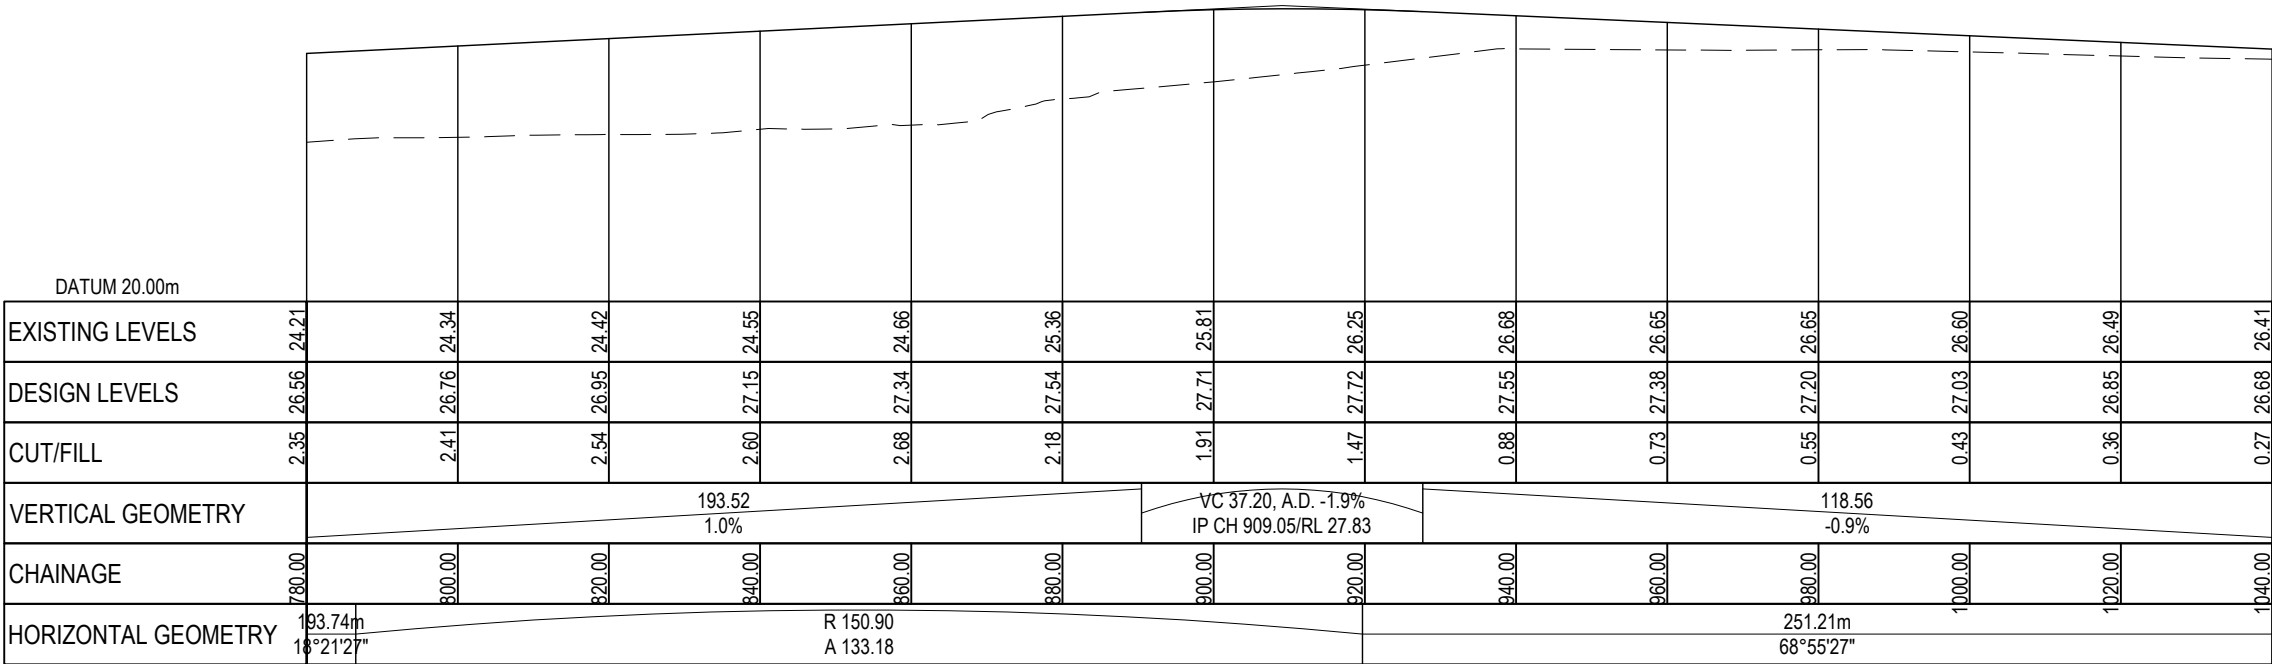 DATUM 20.00m
EXISTING LEVELS 24.21 24.34 24.42 24.55 24.66 25.36 25.81 26.25 26.68 26.65 26.65 26.60 26.49 26.41
DESIGN LEVELS 26.56 26.76 26.95 27.15 27.34 27.54 27.71 27.72 27.55 27.38 27.20 27.03 26.85 26.68
CUT/FILL 2.35 2.41 2.54 2.60 2.68 2.18 1.91 1.47 0.88 0.73 0.55 0.43 0.36 0.27
VERTICAL GEOMETRY
193.52
1.0%
VC 37.20, A.D. -1.9%
IP CH 909.05/RL 27.83
118.56
-0.9%
CHAINAGE 780.00 800.00 820.00 840.00 860.00 880.00 900.00 920.00 940.00 960.00 980.00 1000.00 1020.00 1040.00
HORIZONTAL GEOMETRY
193.74m
18°21'27"
R 150.90
A 133.18
251.21m
68°55'27"